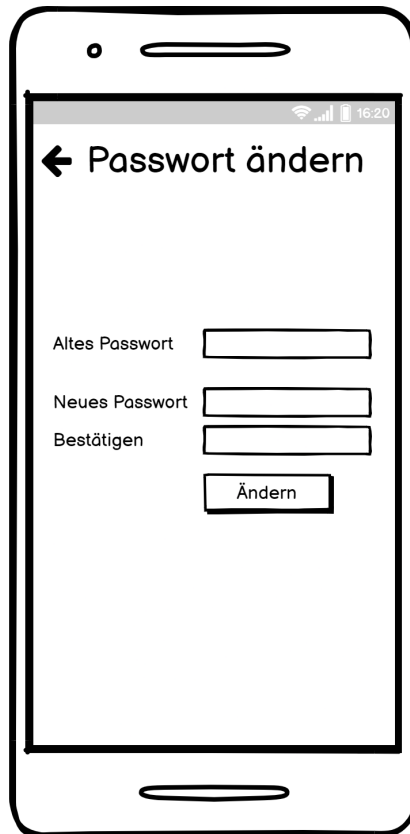 16:20
Passwort ändern
Altes Passwort
Neues Passwort
Bestätigen
Ändern